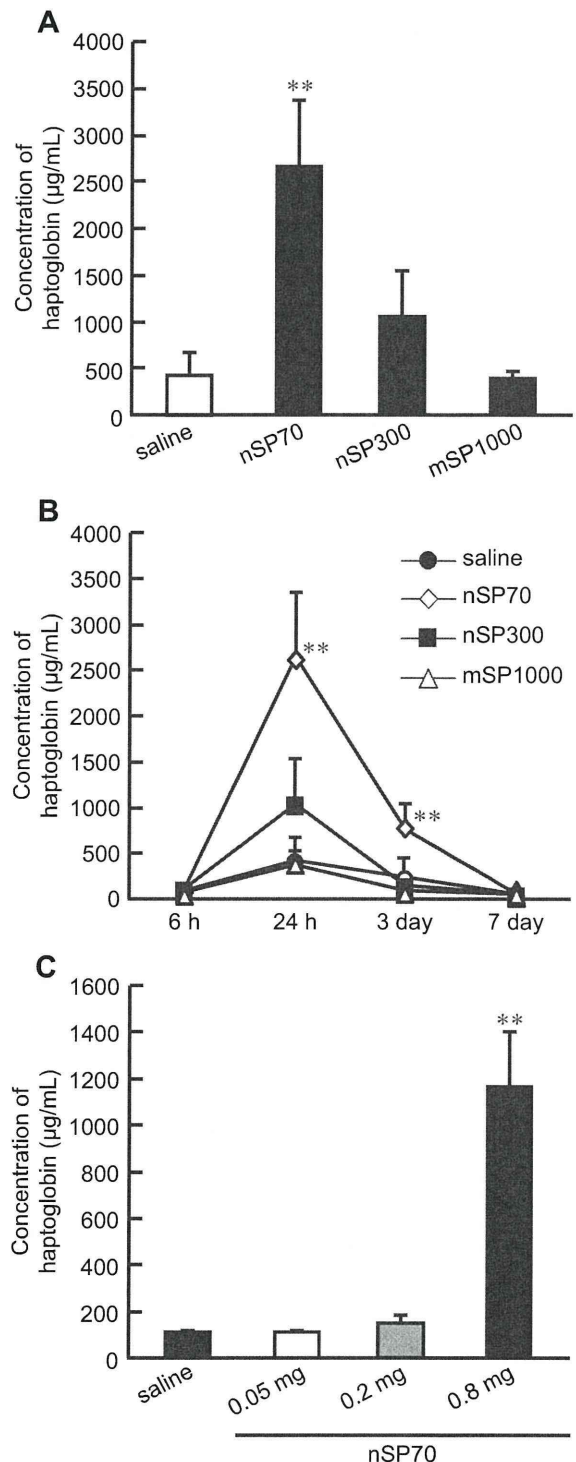 A
Concentration of
haptoglobin (µg/mL)
4000
3500
3000
2500
2000
1500
1000
500
0
**
saline
nSP70
nSP300
mSP1000
B
Concentration of
haptoglobin (µg/mL)
4000
3500
3000
2500
2000
1500
1000
500
0
saline
nSP70
nSP300
mSP1000
**
**
6 h
24 h
3 day
7 day
C
Concentration of
haptoglobin (µg/mL)
1600
1400
1200
1000
800
600
400
200
0
**
saline
0.05 mg
0.2 mg
0.8 mg
nSP70